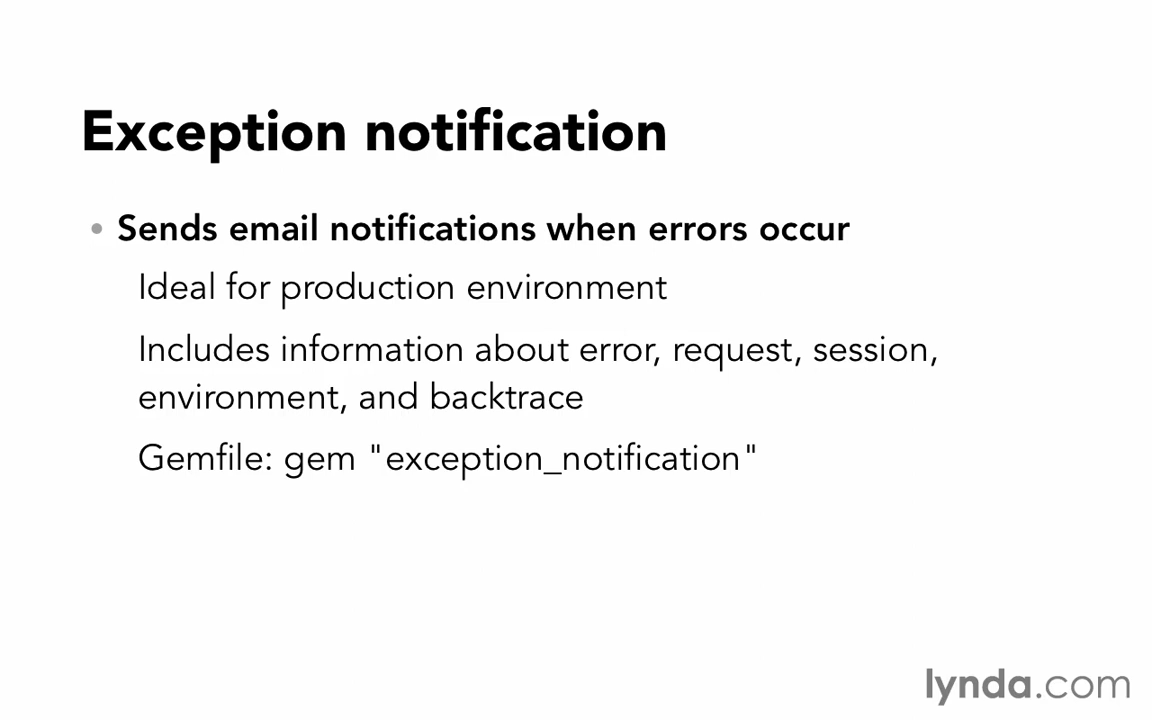 Exception notification
• Sends email notifications when errors occur
Ideal for production environment
Includes information about error, request, session,
environment, and backtrace
Gemfile: gem "exception_notification"
lynda.com